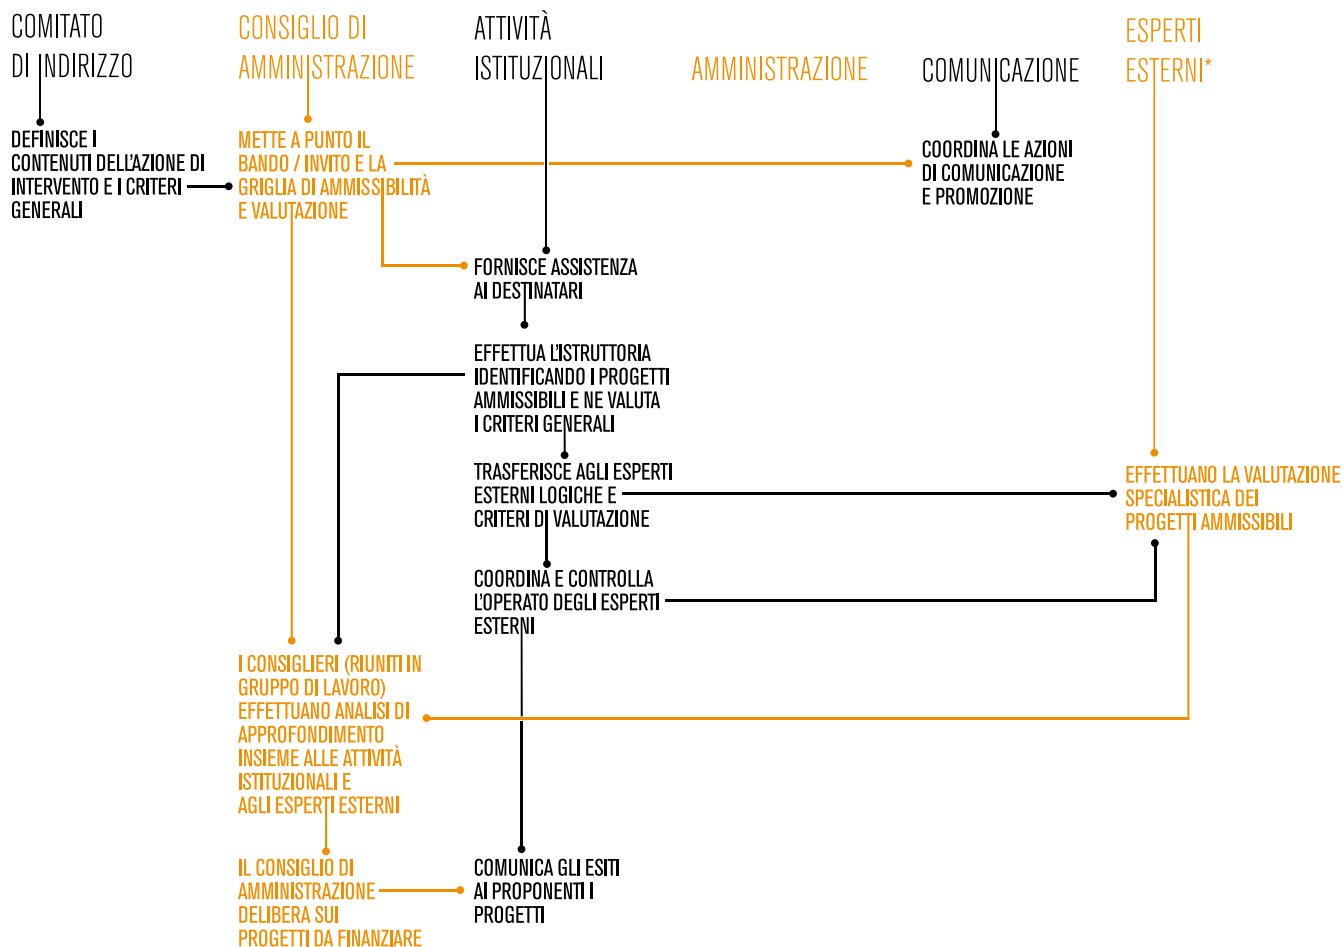 COMITATO
DI INDIRIZZO
CONSIGLIO DI
AMMINISTRAZIONE
ATTIVITÀ
ISTITUZIONALI
AMMINISTRAZIONE
COMUNICAZIONE
ESPERTI
ESTERNI*
DEFINISCE I
CONTENUTI DELL'AZIONE DI
INTERVENTO E I CRITERI
GENERALI
METTE A PUNTO IL
BANDO / INVITO E LA
GRIGLIA DI AMMISSIBILITÀ
E VALUTAZIONE
COORDINA LE AZIONI
DI COMUNICAZIONE
E PROMOZIONE
FORNISCE ASSISTENZA
AI DESTINATARI
EFFETTUA L'ISTRUTTORIA
IDENTIFICANDO I PROGETTI
AMMISSIBILI E NE VALUTA
I CRITERI GENERALI
TRASFERISCE AGLI ESPERTI
ESTERNI LOGICHE E
CRITERI DI VALUTAZIONE
EFFETTUANO LA VALUTAZIONE
SPECIALISTICA DEI
PROGETTI AMMISSIBILI
COORDINA E CONTROLLA
L'OPERATO DEGLI ESPERTI
ESTERNI
I CONSIGLIERI (RIUNITI IN
GRUPPO DI LAVORO)
EFFETTUANO ANALISI DI
APPROFONDIMENTO
INSIEME ALLE ATTIVITÀ
ISTITUZIONALI E
AGLI ESPERTI ESTERNI
IL CONSIGLIO DI
AMMINISTRAZIONE
DELIBERA SUI
PROGETTI DA FINANZIARE
COMUNICA GLI ESITI
AI PROPONENTI I
PROGETTI